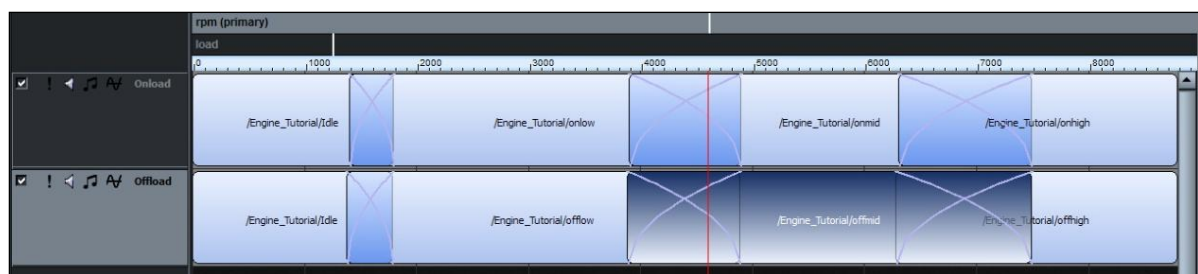 rpm (primary)
load
0 1000 2000 3000 4000 5000 6000 7000 8000
! Onload /Engine_Tutorial/Idle /Engine_Tutorial/onlow /Engine_Tutorial/onmid /Engine_Tutorial/onhigh
! Offload /Engine_Tutorial/Idle /Engine_Tutorial/offlow /Engine_Tutorial/offmid /Engine_Tutorial/offhigh